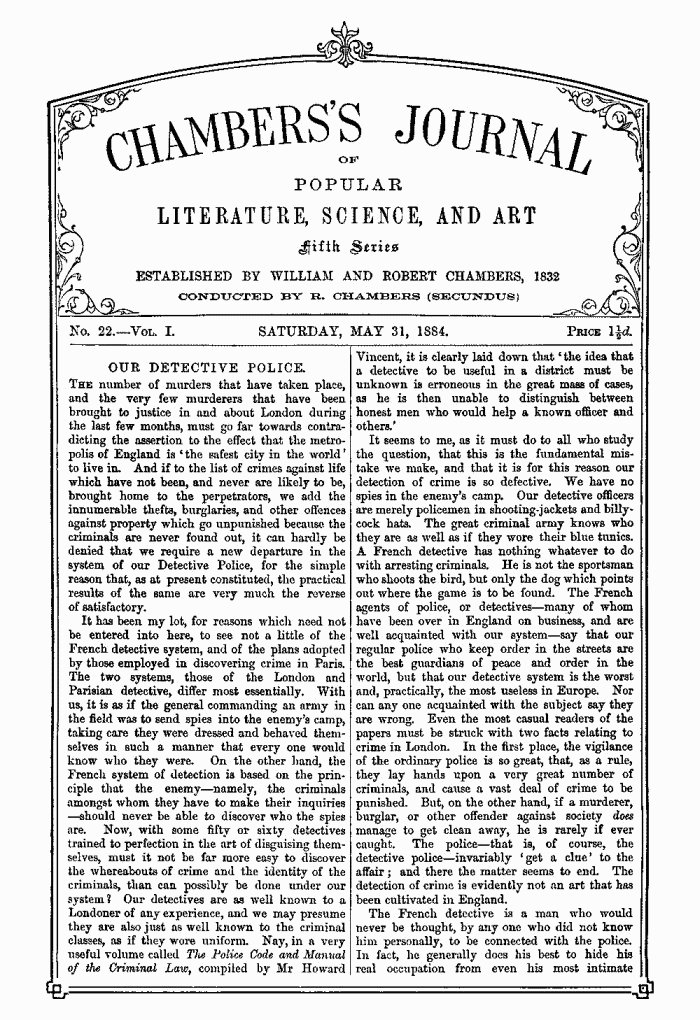 CHAMBERS'S JOURNAL
OF
POPULAR
LITERATURE, SCIENCE, AND ART
Fifth Series
ESTABLISHED BY WILLIAM AND ROBERT CHAMBERS, 1832
CONDUCTED BY R. CHAMBERS (SECUNDUS)
No. 22.—Vol. I.
SATURDAY, MAY 31, 1884.
Price 1½d.
OUR DETECTIVE POLICE.
The number of murders that have taken place,
and the very few murderers that have been
brought to justice in and about London during
the last few months, must go far towards contra-
dicting the assertion to the effect that the metro-
polis of England is 'the safest city in the world'
to live in. And if to the list of crimes against life
which have not been, and never are likely to be,
brought home to the perpetrators, we add the
innumerable thefts, burglaries, and other offences
against property which go unpunished because the
criminals are never found out, it can hardly be
denied that we require a new departure in the
system of our Detective Police, for the simple
reason that, as at present constituted, the practical
results of the same are very much the reverse
of satisfactory.
It has been my lot, for reasons which need not
be entered into here, to see not a little of the
French detective system, and of the plans adopted
by those employed in discovering crime in Paris.
The two systems, those of the London and
Parisian detective, differ most essentially. With
us, it is as if the general commanding an army in
the field was to send spies into the enemy's camp,
taking care they were dressed and behaved them-
selves in such a manner that every one would
know who they were. On the other hand, the
French system of detection is based on the prin-
ciple that the enemy—namely, the criminals
amongst whom they have to make their inquiries
—should never be able to discover who the spies
are. Now, with some fifty or sixty detectives
trained to perfection in the art of disguising them-
selves, must it not be far more easy to discover
the whereabouts of crime and the identity of the
criminals, than can possibly be done under our
system? Our detectives are as well known to a
Londoner of any experience, and we may presume
they are also just as well known to the criminal
classes, as if they wore uniform. Nay, in a very
useful volume called The Police Code and Manual
of the Criminal Law, compiled by Mr Howard
Vincent, it is clearly laid down that 'the idea that
a detective to be useful in a district must be
unknown is erroneous in the great mass of cases,
as he is then unable to distinguish between
honest men who would help a known officer and
others.'
It seems to me, as it must do to all who study
the question, that this is the fundamental mis-
take we make, and that it is for this reason our
detection of crime is so defective. We have no
spies in the enemy's camp. Our detective officers
are merely policemen in shooting-jackets and billy-
cock hats. The great criminal army knows who
they are as well as if they wore their blue tunics.
A French detective has nothing whatever to do
with arresting criminals. He is not the sportsman
who shoots the bird, but only the dog which points
out where the game is to be found. The French
agents of police, or detectives—many of whom
have been over in England on business, and are
well acquainted with our system—say that our
regular police who keep order in the streets are
the best guardians of peace and order in the
world, but that our detective system is the worst
and, practically, the most useless in Europe. Nor
can any one acquainted with the subject say they
are wrong. Even the most casual readers of the
papers must be struck with two facts relating to
crime in London. In the first place, the vigilance
of the ordinary police is so great, that, as a rule,
they lay hands upon a very great number of
criminals, and cause a vast deal of crime to be
punished. But, on the other hand, if a murderer,
burglar, or other offender against society does
manage to get clean away, he is rarely if ever
caught. The police—that is, of course, the
detective police—invariably 'get a clue' to the
affair; and there the matter seems to end. The
detection of crime is evidently not an art that has
been cultivated in England.
The French detective is a man who would
never be thought, by any one who did not know
him personally, to be connected with the police.
In fact, he generally does his best to hide his
real occupation from even his most intimate